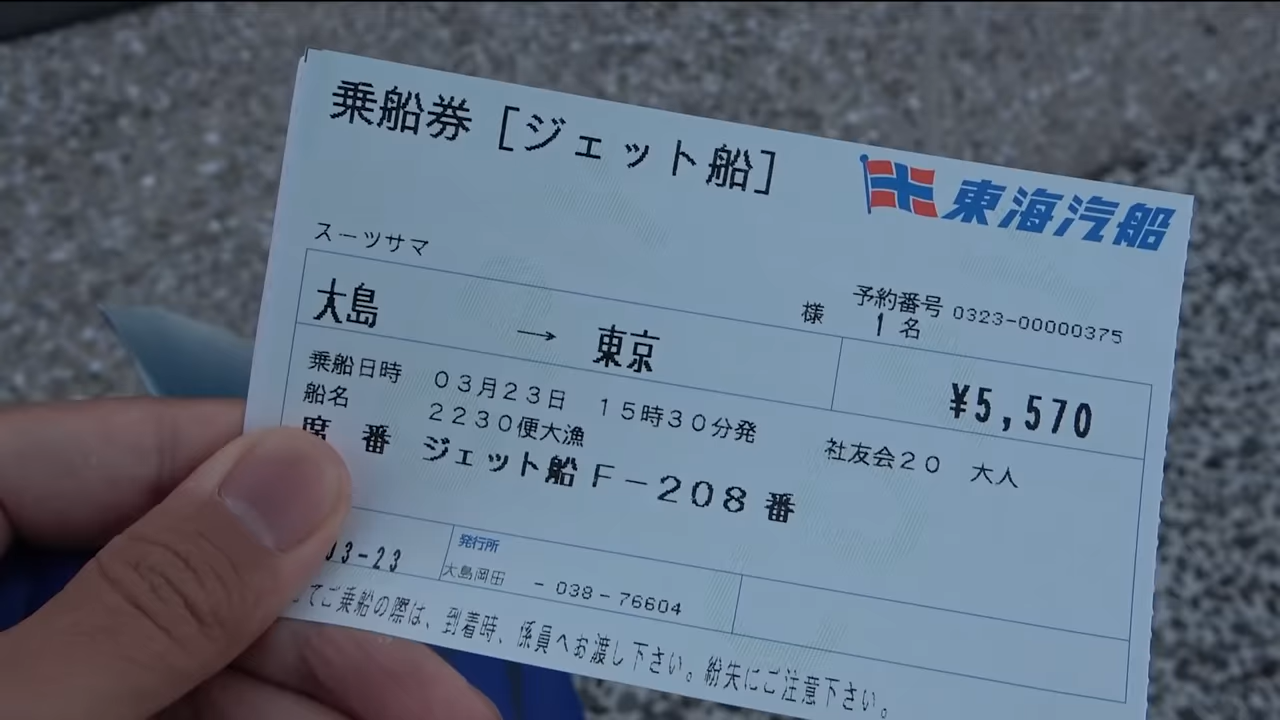 乗船券［ジェット船］
東海汽船
スーツサマ
様
予約番号 0323-00000375
1 名
大島 → 東京
¥5,570
乗船日時 03月23日 15時30分発
社友会20 大人
船名 2230便大漁
席 番 ジェット船 F－208 番
03-23
発行所
大島岡田 －038－76604
てご乗船の際は、到着時、係員へお渡し下さい。紛失にご注意下さい。